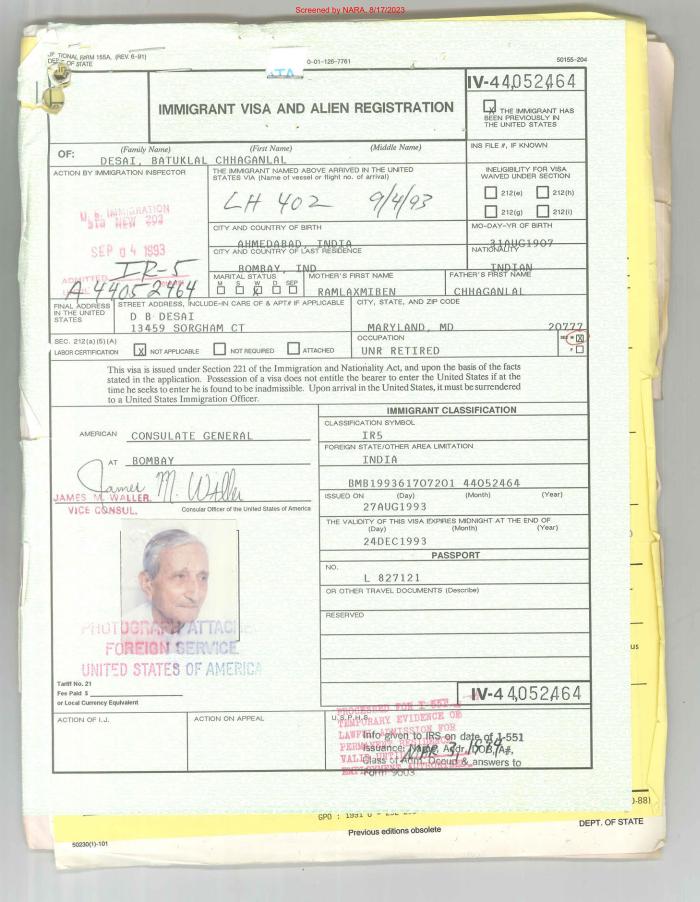 Screened by NARA, 8/17/2023
OPTIONAL FORM 155A, (REV. 6-91)
DEPT. OF STATE
0-01-126-7761
50155-204
IMMIGRANT VISA AND ALIEN REGISTRATION
IV-44,052,464
X THE IMMIGRANT HAS
BEEN PREVIOUSLY IN
THE UNITED STATES
OF:
(Family Name) (First Name) (Middle Name)
DESAI, BATUKLAL CHHAGANLAL
INS FILE #, IF KNOWN
ACTION BY IMMIGRATION INSPECTOR
U.S. IMMIGRATION
NEW
SEP 04 1993
ADMITTED
IR-5
A 44052464
THE IMMIGRANT NAMED ABOVE ARRIVED IN THE UNITED
STATES VIA (Name of vessel or flight no. of arrival)
LH 402 9/4/93
INELIGIBILITY FOR VISA
WAIVED UNDER SECTION
212(e) 212(h)
212(g) 212(i)
CITY AND COUNTRY OF BIRTH
AHMEDABAD, INDIA
MO-DAY-YR OF BIRTH
31AUG1907
CITY AND COUNTRY OF LAST RESIDENCE
BOMBAY, IND
NATIONALITY
INDIAN
MARITAL STATUS
M S W D SEP
X
MOTHER'S FIRST NAME
RAMLAXMIBEN
FATHER'S FIRST NAME
CHHAGANLAL
FINAL ADDRESS
IN THE UNITED
STATES
STREET ADDRESS, INCLUDE-IN CARE OF & APT# IF APPLICABLE
D B DESAI
13459 SORGHAM CT
CITY, STATE, AND ZIP CODE
MARYLAND, MD 20777
SEC. 212(a)(5)(A)
LABOR CERTIFICATION
X NOT APPLICABLE NOT REQUIRED ATTACHED
OCCUPATION
UNR RETIRED
SEX M X
F
This visa is issued under Section 221 of the Immigration and Nationality Act, and upon the basis of the facts
stated in the application. Possession of a visa does not entitle the bearer to enter the United States if at the
time he seeks to enter he is found to be inadmissible. Upon arrival in the United States, it must be surrendered
to a United States Immigration Officer.
AMERICAN CONSULATE GENERAL
AT BOMBAY
James M. Waller
JAMES M. WALLER.
VICE CONSUL.
Consular Officer of the United States of America
PHOTOGRAPH ATTACHED
FOREIGN SERVICE
UNITED STATES OF AMERICA
Tariff No. 21
Fee Paid $
or Local Currency Equivalent
IMMIGRANT CLASSIFICATION
CLASSIFICATION SYMBOL
IR5
FOREIGN STATE/OTHER AREA LIMITATION
INDIA
BMB199361707201 44052464
ISSUED ON (Day) (Month) (Year)
27AUG1993
THE VALIDITY OF THIS VISA EXPIRES MIDNIGHT AT THE END OF
(Day) (Month) (Year)
24DEC1993
PASSPORT
NO.
L 827121
OR OTHER TRAVEL DOCUMENTS (Describe)
RESERVED
IV-44,052,464
ACTION OF I.J.
ACTION ON APPEAL
U.S.P.H.S.
PROCESSED FOR I-551
TEMPORARY EVIDENCE OF
LAWFUL ADMISSION FOR
PERMANENT RESIDENCE
VALID UNTIL
EMPLOYMENT AUTHORIZED.
Info given to IRS on date of I-551
Issuance: Name, Addr, DOB, A#,
Class of Adm, Occup & answers to
Form 9003
us
0-88)
GPO : 1991 O -
Previous editions obsolete
DEPT. OF STATE
50230(1)-101